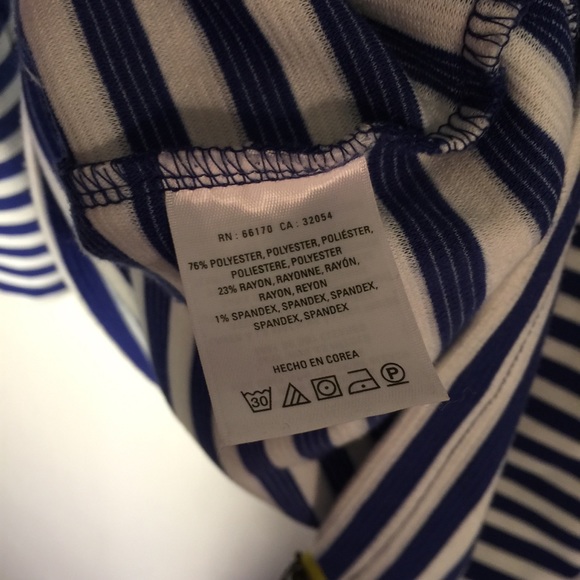 RN : 66170 CA : 32054
76% POLYESTER, POLYESTER, POLIÉSTER,
POLIESTERE, POLYESTER
23% RAYON, RAYONNE, RAYÓN,
RAYON, REYON
1% SPANDEX, SPANDEX, SPANDEX,
SPANDEX, SPANDEX
HECHO EN COREA
30 P